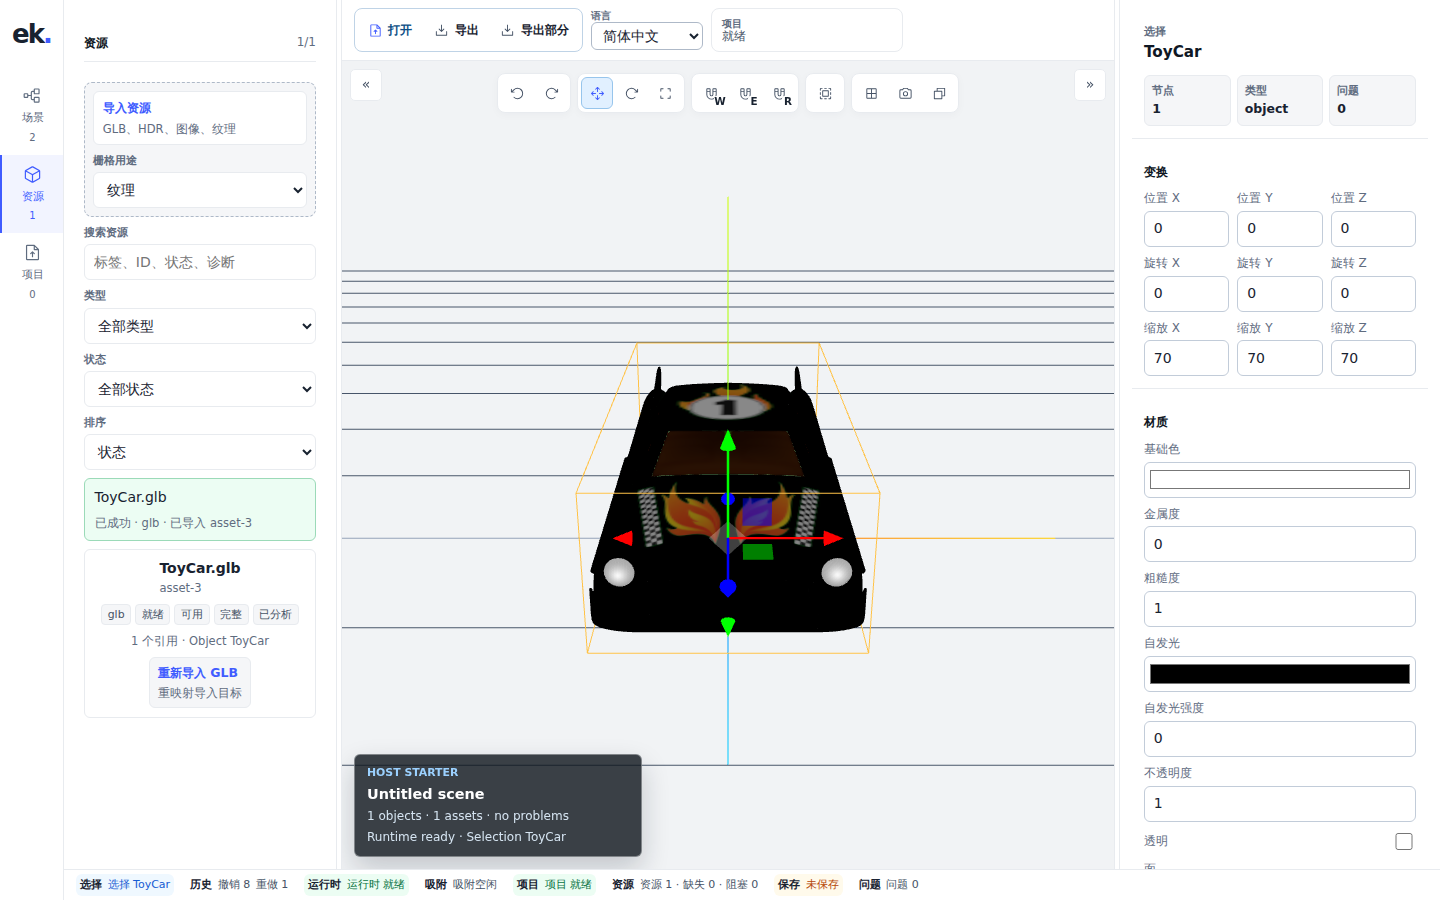 ek.
场景
2
资源
1
项目
0
资源
1/1
导入资源
GLB、HDR、图像、纹理
栅格用途
纹理
搜索资源
标签、ID、状态、诊断
类型
全部类型
状态
全部状态
排序
状态
ToyCar.glb
已成功 · glb · 已导入 asset-3
ToyCar.glb
asset-3
glb 就绪 可用 完整 已分析
1 个引用 · Object ToyCar
重新导入 GLB
重映射导入目标
打开 导出 导出部分
语言
简体中文
项目
就绪
« »
W E R
1
HOST STARTER
Untitled scene
1 objects · 1 assets · no problems
Runtime ready · Selection ToyCar
选择
ToyCar
节点 类型 问题
1 object 0
变换
位置 X 位置 Y 位置 Z
0 0 0
旋转 X 旋转 Y 旋转 Z
0 0 0
缩放 X 缩放 Y 缩放 Z
70 70 70
材质
基础色
金属度
0
粗糙度
1
自发光
自发光强度
0
不透明度
1
透明
面
选择 选择 ToyCar 历史 撤销 8 重做 1 运行时 运行时 就绪 吸附 吸附空闲 项目 项目 就绪 资源 资源 1 · 缺失 0 · 阻塞 0 保存 未保存 问题 问题 0